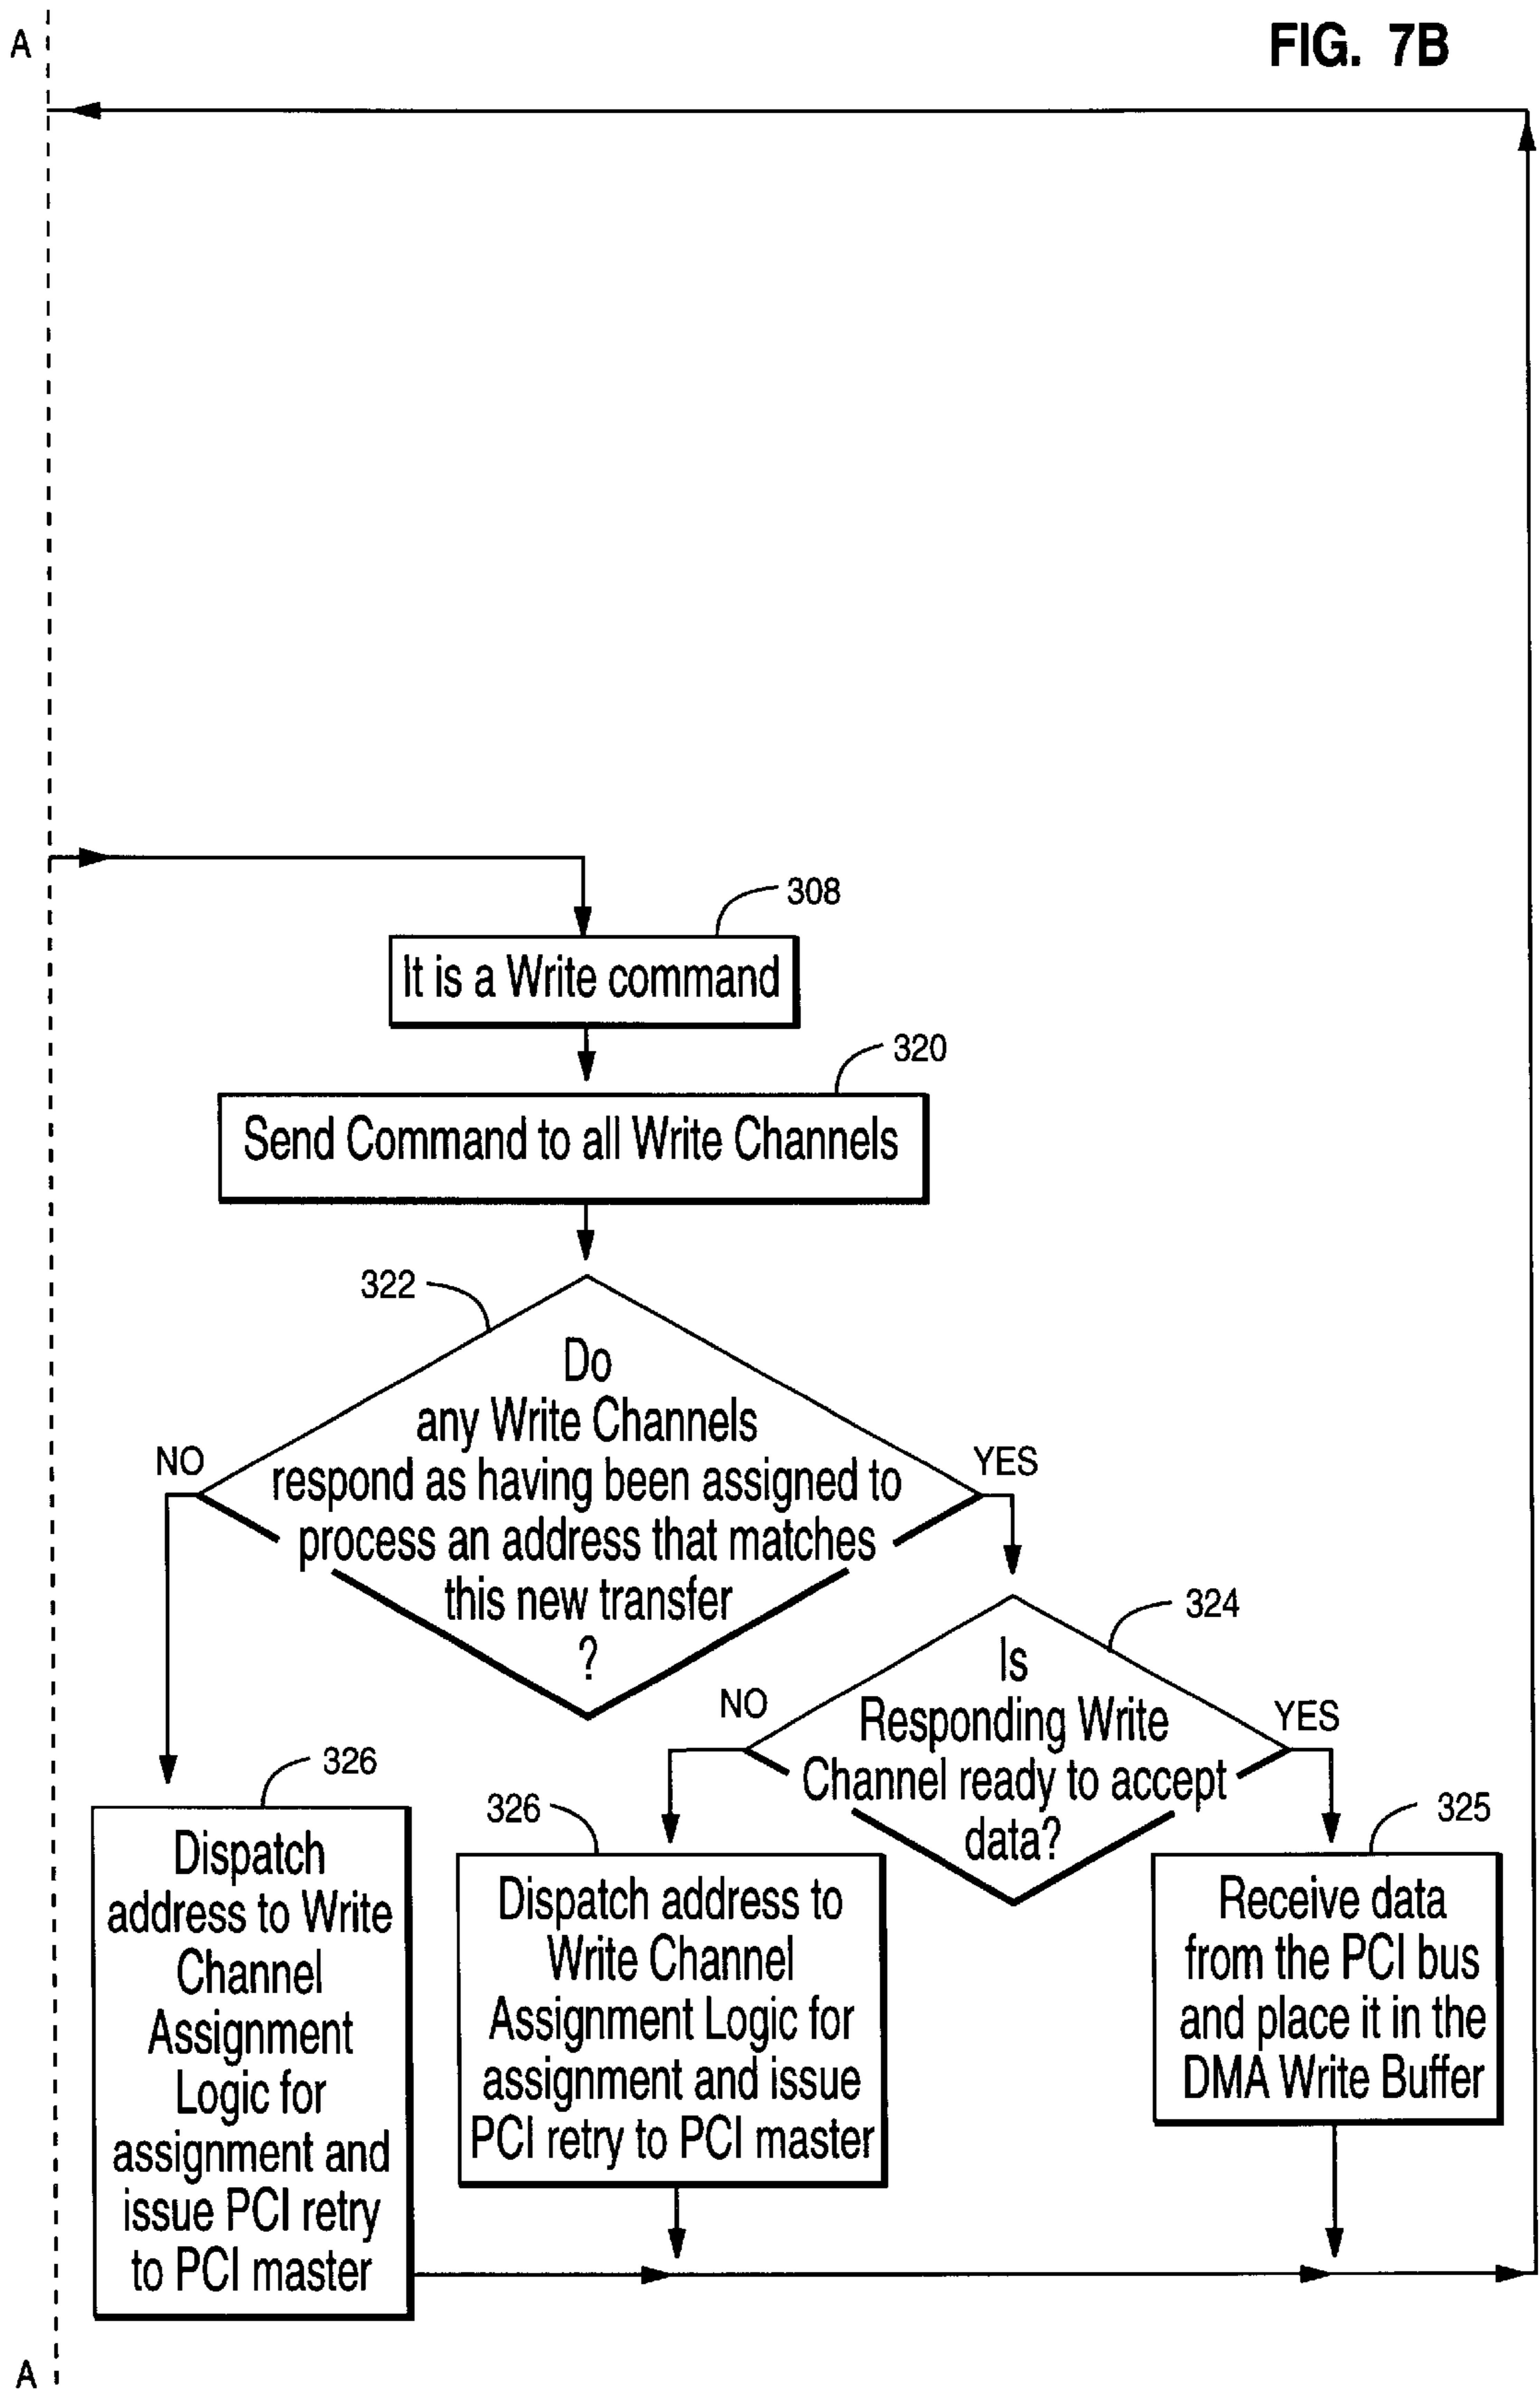 A
FIG. 7B
308
It is a Write command
320
Send Command to all Write Channels
322
Do
any Write Channels
respond as having been assigned to
process an address that matches
this new transfer
?
NO
YES
324
Is
Responding Write
Channel ready to accept
data?
NO
YES
326
Dispatch
address to Write
Channel
Assignment
Logic for
assignment and
issue PCI retry
to PCI master
326
Dispatch address to
Write Channel
Assignment Logic for
assignment and issue
PCI retry to PCI master
325
Receive data
from the PCI bus
and place it in the
DMA Write Buffer
A